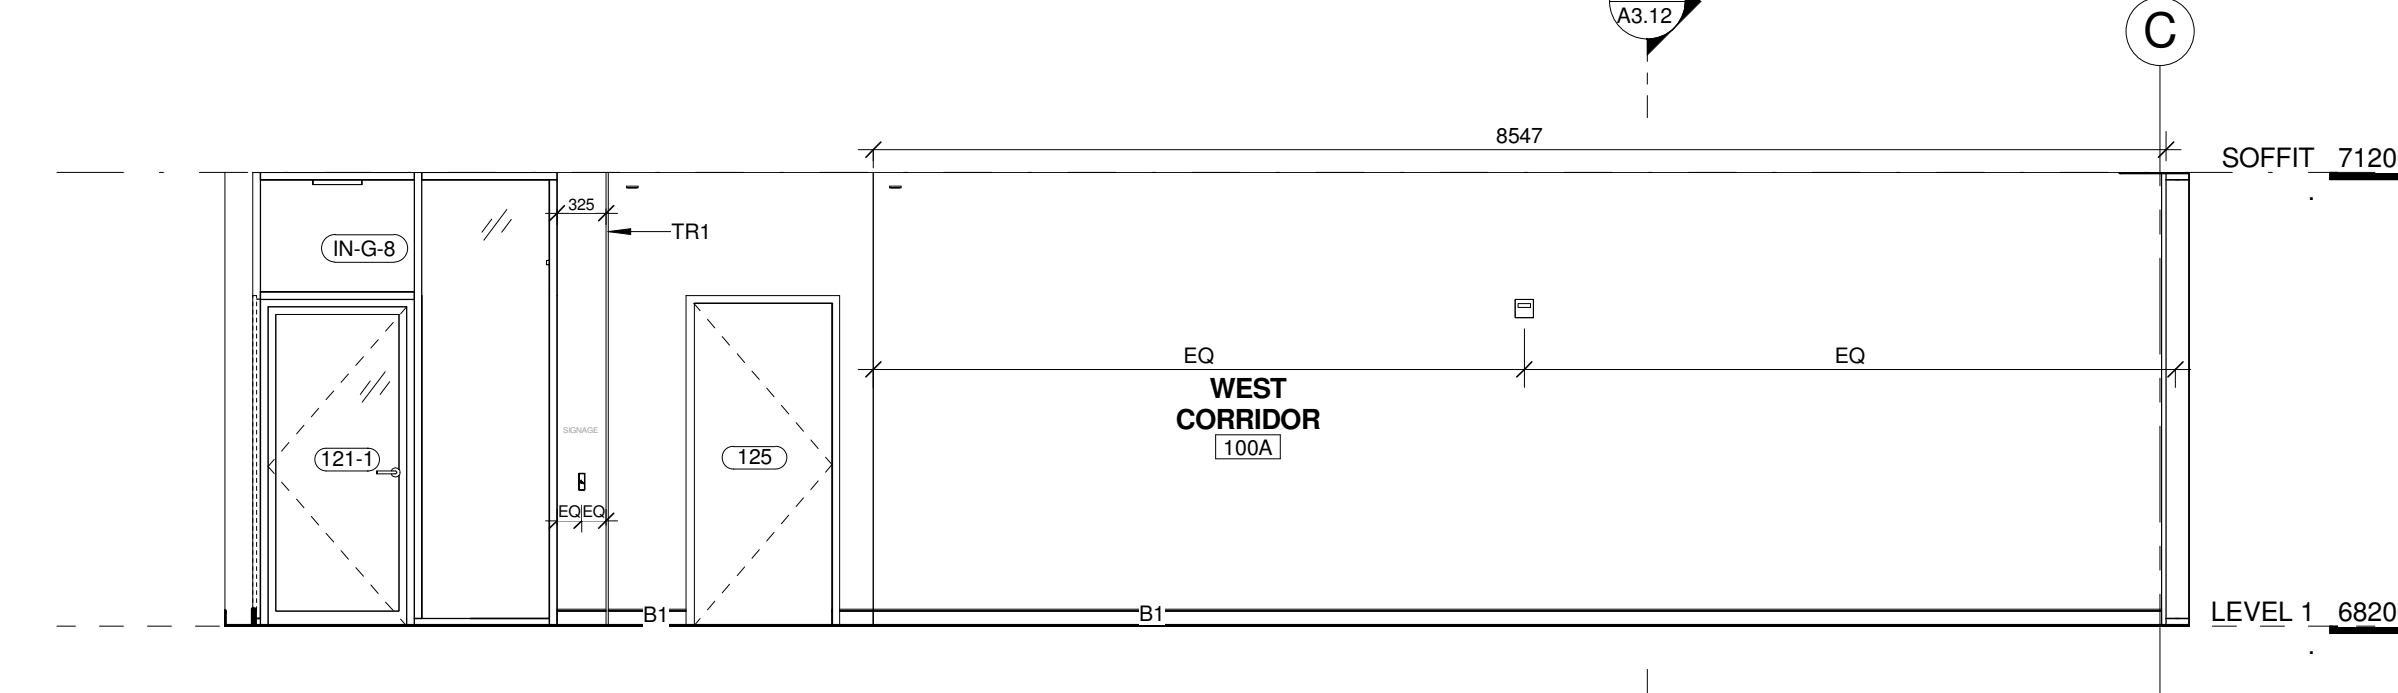 A3.12
C
8547
SOFFIT 7120
325
TR1
IN-G-8
EQ
EQ
WEST
CORRIDOR
100A
SIGNAGE
121-1
125
EQ EQ
B1
B1
LEVEL 1 6820